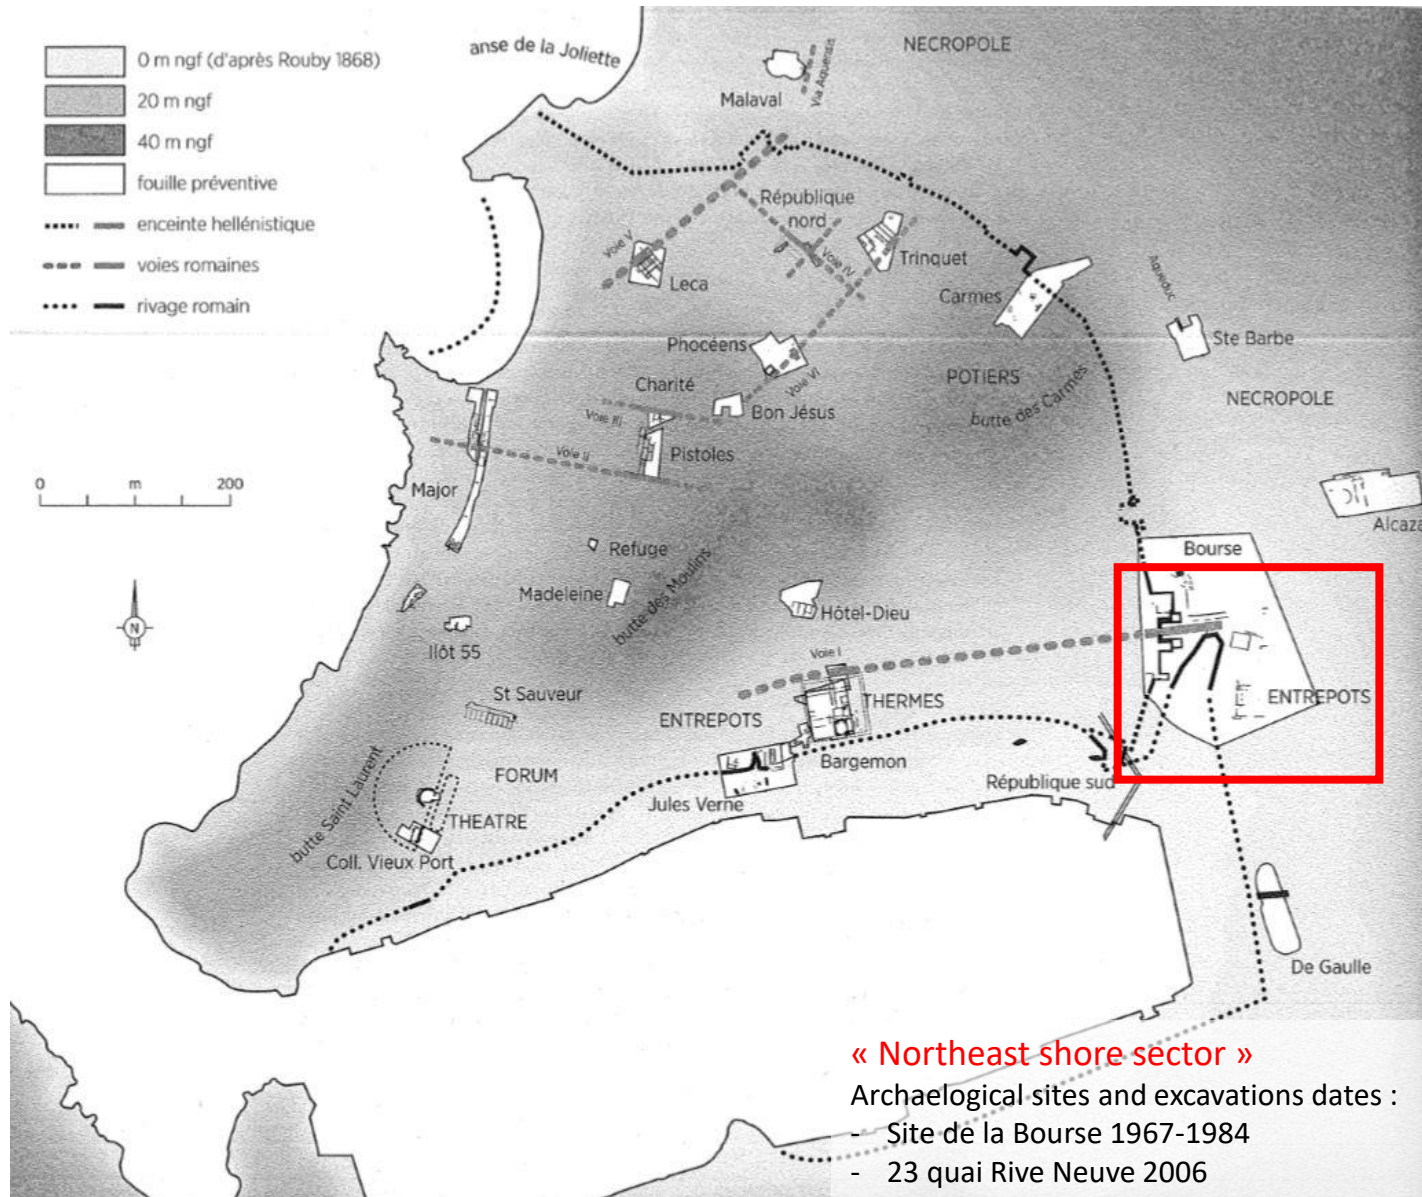 anse de la Joliette
0 m ngf (d'après Rouby 1868)
20 m ngf
40 m ngf
fouille préventive
enceinte hellénistique
voies romaines
rivage romain
0 m 200
N
NECROPOLE
Malaval
Via Aquensis
République
nord
Voie V
Voie IV
Leca
Trinquet
Carmes
Aqueduc
Ste Barbe
Phocéens
Voie VI
POTIERS
butte des Carmes
NECROPOLE
Charité
Bon Jésus
Voie III
Voie II
Pistoles
Major
Alcaza
Bourse
Refuge
Madeleine
butte des Moulins
Hôtel-Dieu
Ilôt 55
Voie I
St Sauveur
ENTREPOTS
THERMES
ENTREPOTS
Bargemon
FORUM
République sud
Jules Verne
butte Saint Laurent
THEATRE
Coll. Vieux Port
De Gaulle
« Northeast shore sector »
Archaelogical sites and excavations dates :
- Site de la Bourse 1967-1984
- 23 quai Rive Neuve 2006